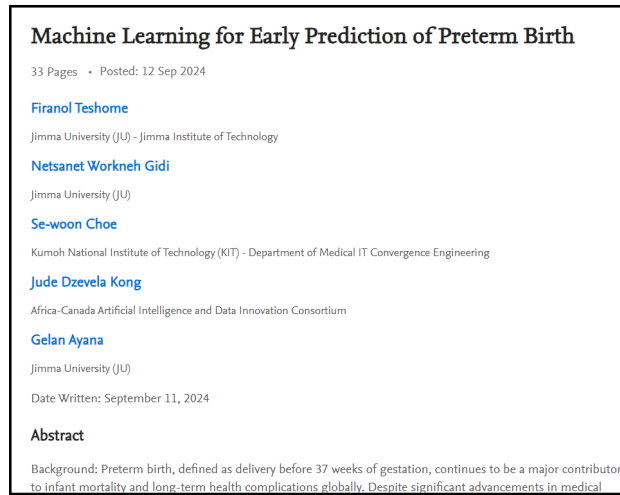 Machine Learning for Early Prediction of Preterm Birth
33 Pages • Posted: 12 Sep 2024
Firanol Teshome
Jimma University (JU) - Jimma Institute of Technology
Netsanet Workneh Gidi
Jimma University (JU)
Se-woon Choe
Kumoh National Institute of Technology (KIT) - Department of Medical IT Convergence Engineering
Jude Dzevela Kong
Africa-Canada Artificial Intelligence and Data Innovation Consortium
Gelan Ayana
Jimma University (JU)
Date Written: September 11, 2024
Abstract
Background: Preterm birth, defined as delivery before 37 weeks of gestation, continues to be a major contributor
to infant mortality and long-term health complications globally. Despite significant advancements in medical